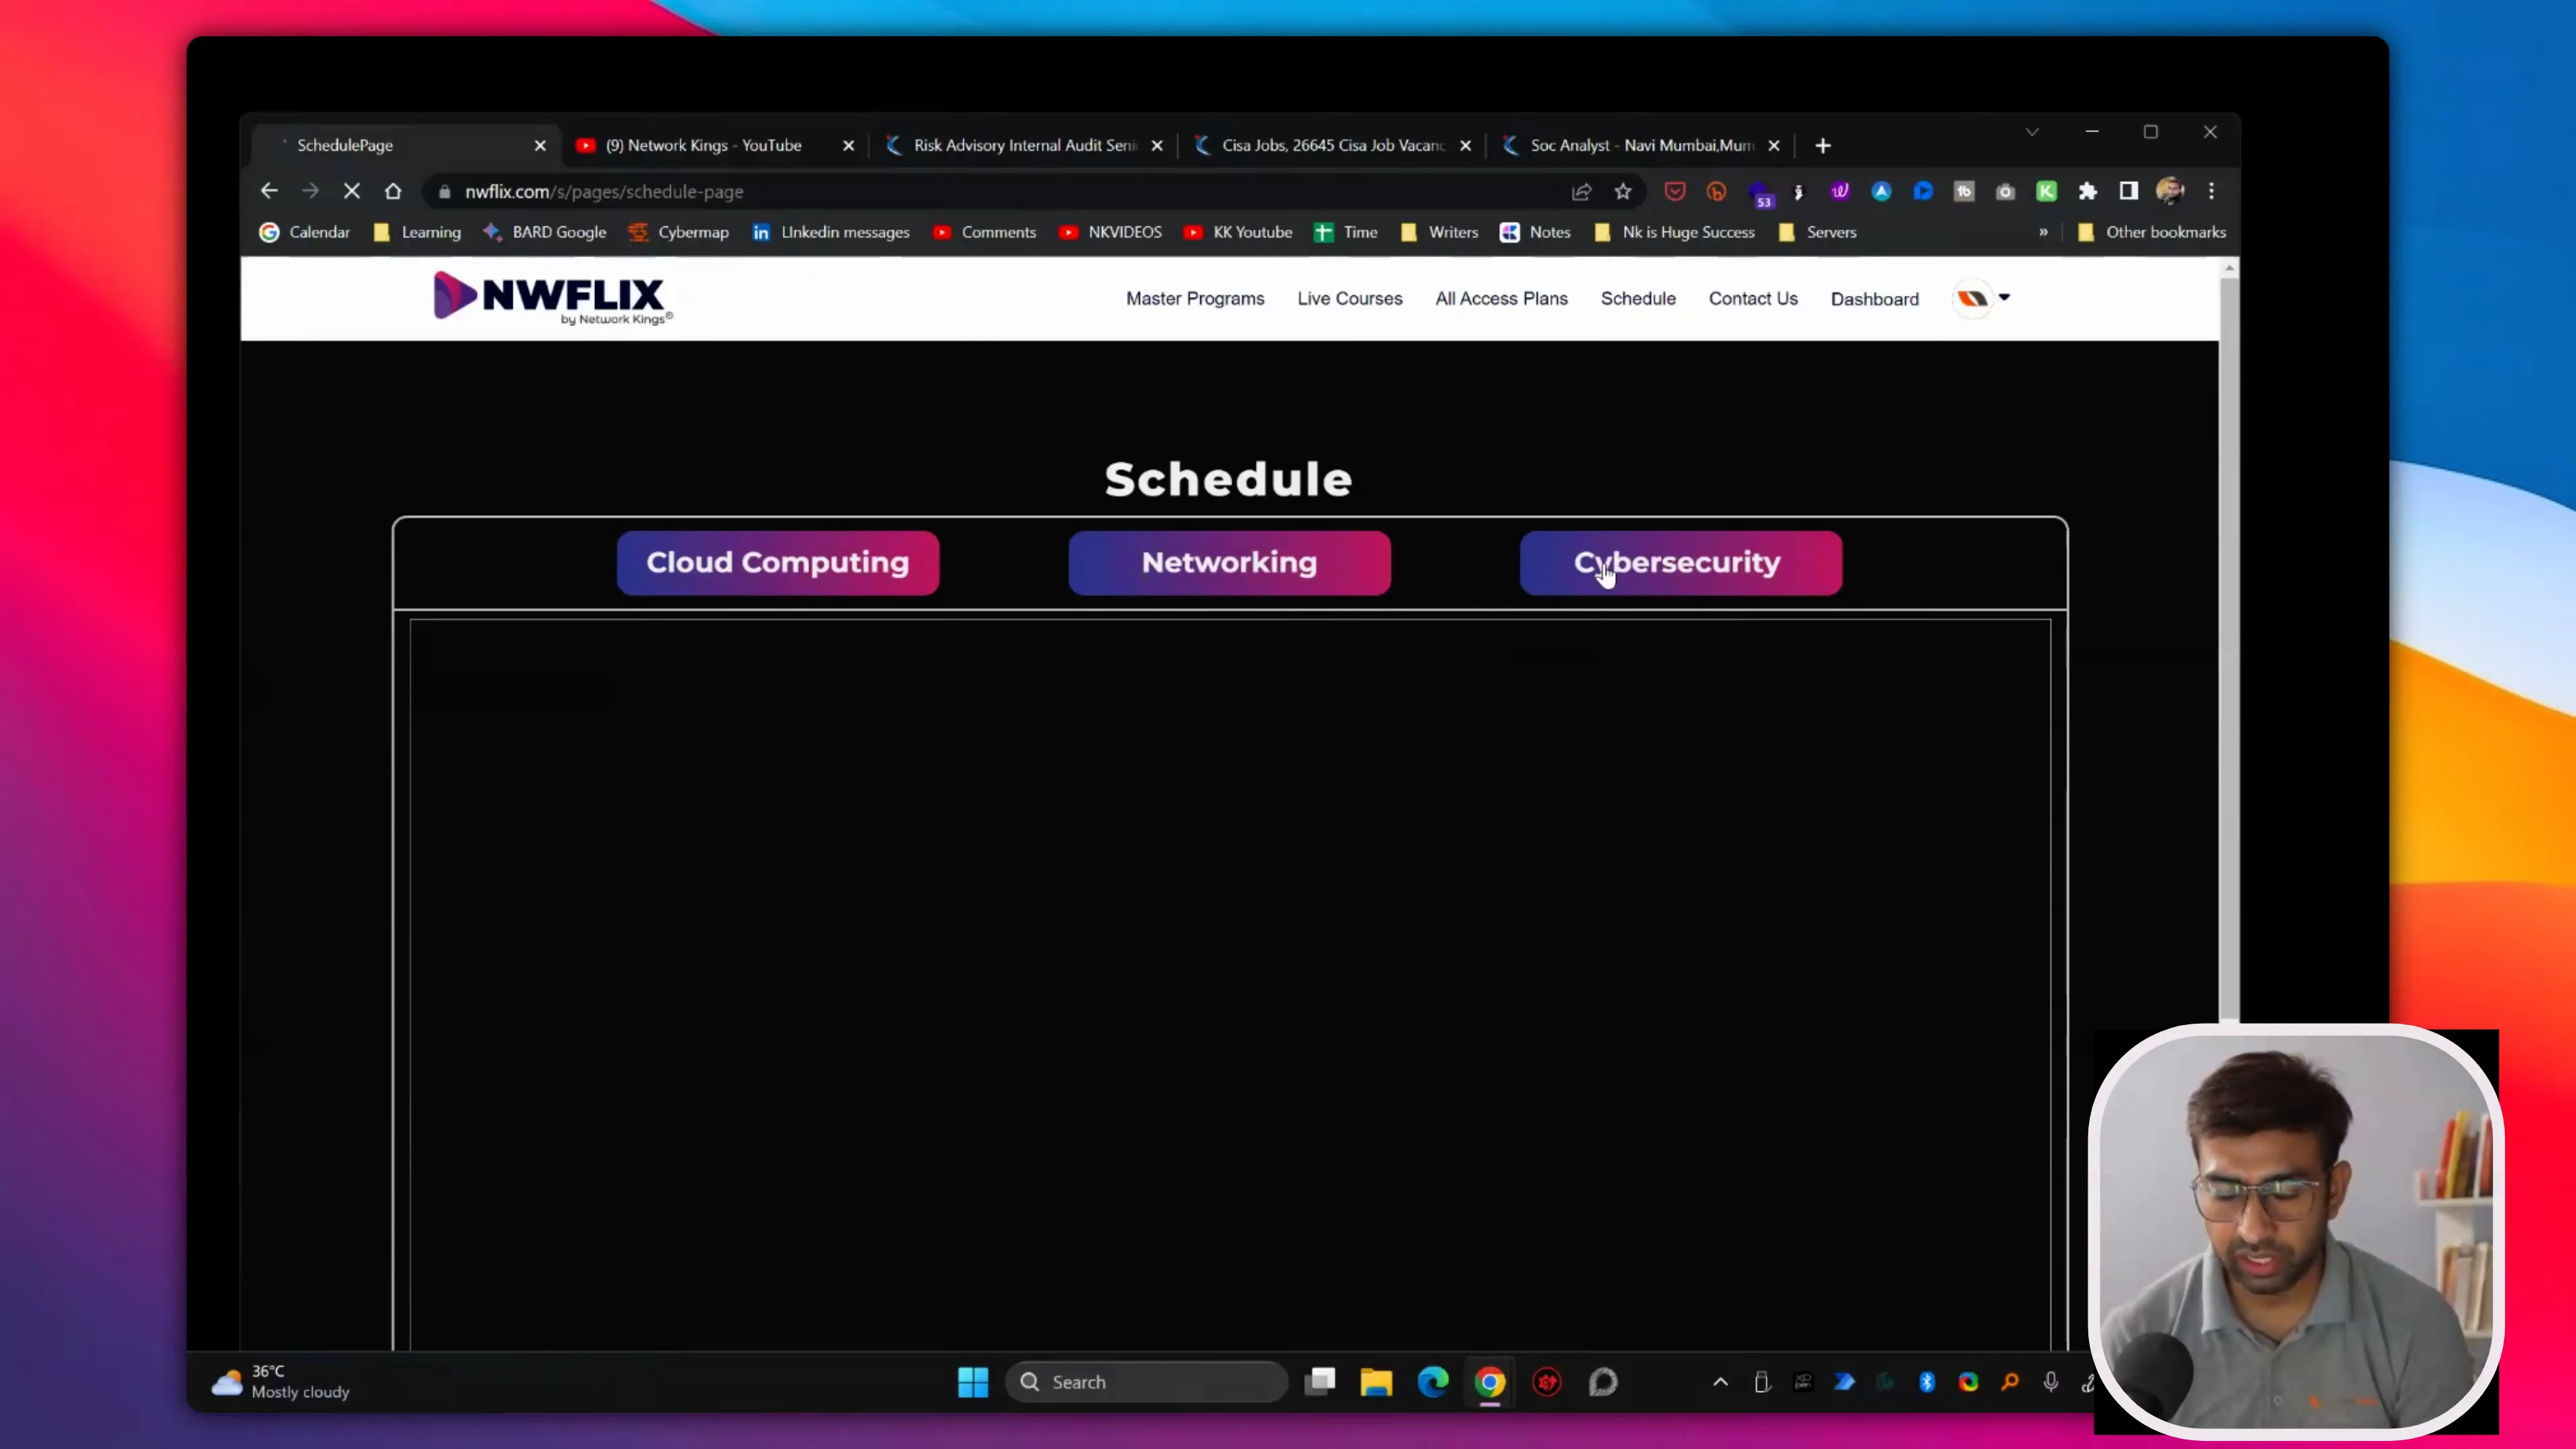 SchedulePage
(9) Network Kings - YouTube
Risk Advisory Internal Audit Seni
Cisa Jobs, 26645 Cisa Job Vacanc
Soc Analyst - Navi Mumbai,Mum
nwflix.com/s/pages/schedule-page
53
Calendar
Learning
BARD Google
Cybermap
LInkedin messages
Comments
NKVIDEOS
KK Youtube
Time
Writers
Notes
Nk is Huge Success
Servers
»
Other bookmarks
NWFLIX
by Network Kings®
Master Programs
Live Courses
All Access Plans
Schedule
Contact Us
Dashboard
Schedule
Cloud Computing
Networking
Cybersecurity
36°C
Mostly cloudy
Search